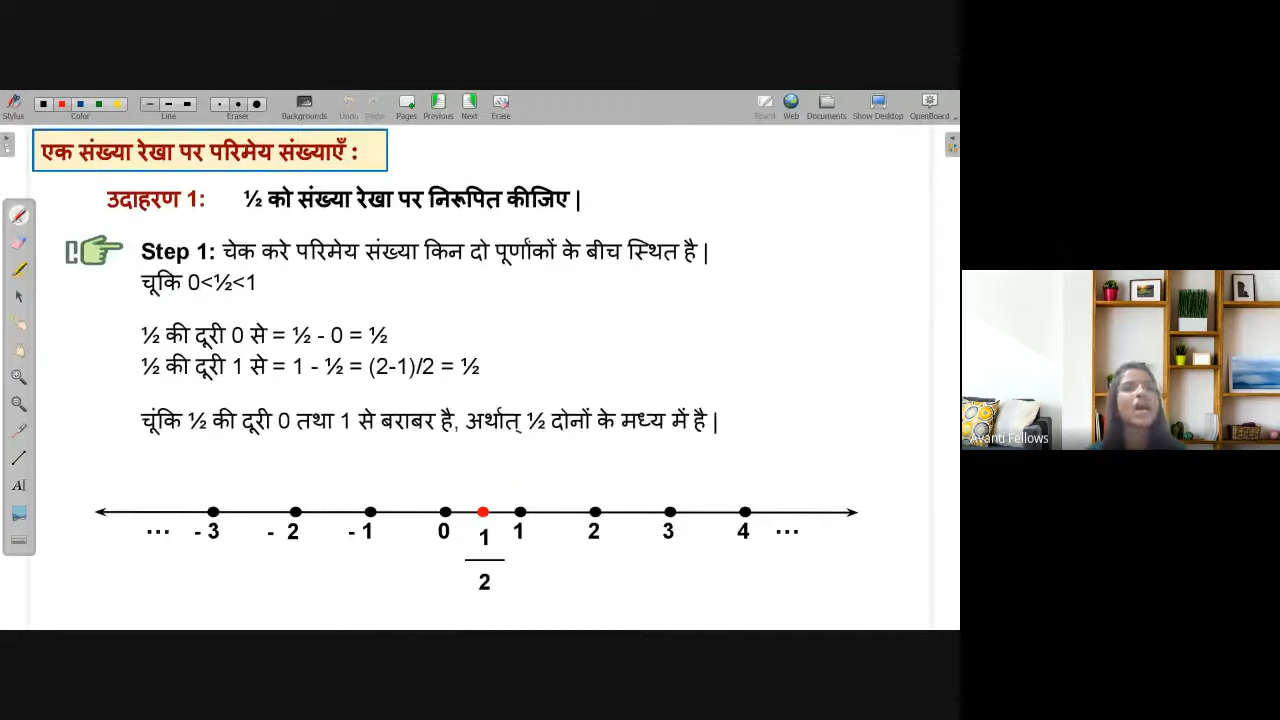 Stylus
Color
Line
Eraser
Backgrounds
Undo
Redo
Pages
Previous
Next
Erase
Board
Web
Documents
Show Desktop
OpenBoard
एक संख्या रेखा पर परिमेय संख्याएँ :
उदाहरण 1: ½ को संख्या रेखा पर निरूपित कीजिए |
Step 1: चेक करे परिमेय संख्या किन दो पूर्णांकों के बीच स्थित है |
चूकि 0<½<1
½ की दूरी 0 से = ½ - 0 = ½
½ की दूरी 1 से = 1 - ½ = (2-1)/2 = ½
चूंकि ½ की दूरी 0 तथा 1 से बराबर है, अर्थात् ½ दोनों के मध्य में है |
... - 3 - 2 - 1 0 1 1 2 3 4 ...
2
Avanti Fellows